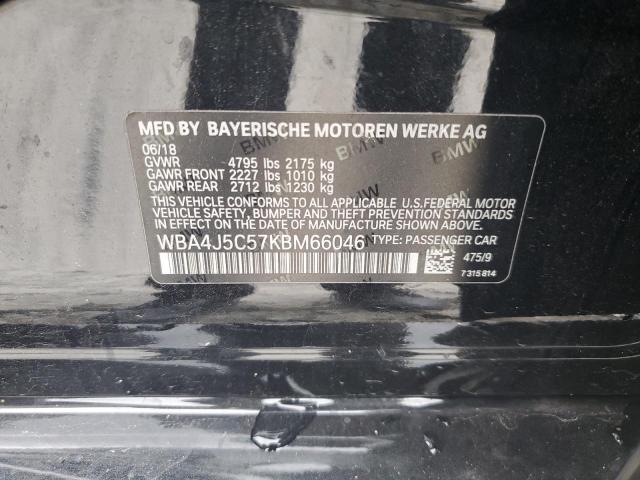 MFD BY BAYERISCHE MOTOREN WERKE AG
06/18
GVWR 4795 lbs 2175 kg
GAWR FRONT 2227 lbs 1010 kg
GAWR REAR 2712 lbs 1230 kg
THIS VEHICLE CONFORMS TO ALL APPLICABLE U.S.FEDERAL MOTOR
VEHICLE SAFETY, BUMPER AND THEFT PREVENTION STANDARDS
IN EFFECT ON THE DATE OF MANUFACTURE SHOWN ABOVE.
WBA4J5C57KBM66046 TYPE: PASSENGER CAR
475/9
7315814